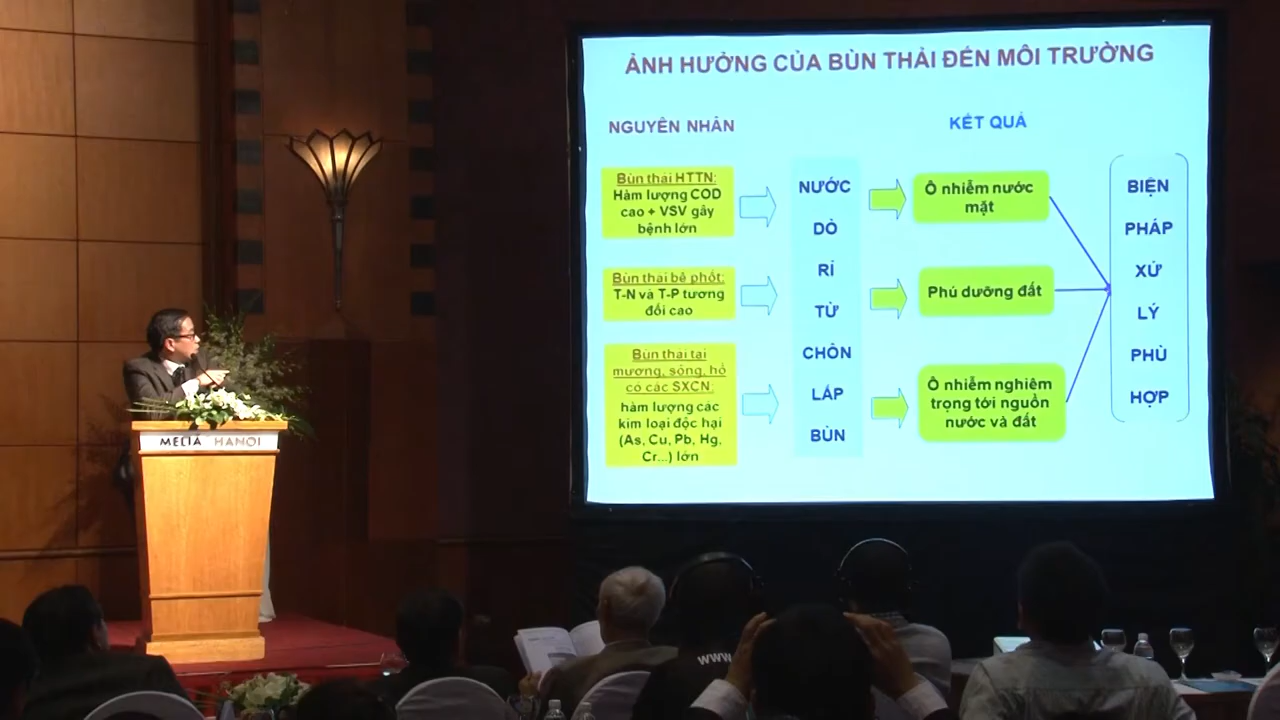 ẢNH HƯỞNG CỦA BÙN THẢI ĐẾN MÔI TRƯỜNG
NGUYÊN NHÂN
KẾT QUẢ
Bùn thải HTTN:
Hàm lượng COD
cao + VSV gây
bệnh lớn
Bùn thải bể phốt:
T-N và T-P tương
đối cao
Bùn thải tại
mương, sông, hồ
có các SXCN:
hàm lượng các
kim loại độc hại
(As, Cu, Pb, Hg,
Cr...) lớn
NƯỚC
DÒ
RỈ
TỪ
CHÔN
LẤP
BÙN
Ô nhiễm nước
mặt
Phú dưỡng đất
Ô nhiễm nghiêm
trọng tới nguồn
nước và đất
BIỆN
PHÁP
XỬ
LÝ
PHÙ
HỢP
MELIÁ HANOI
www.